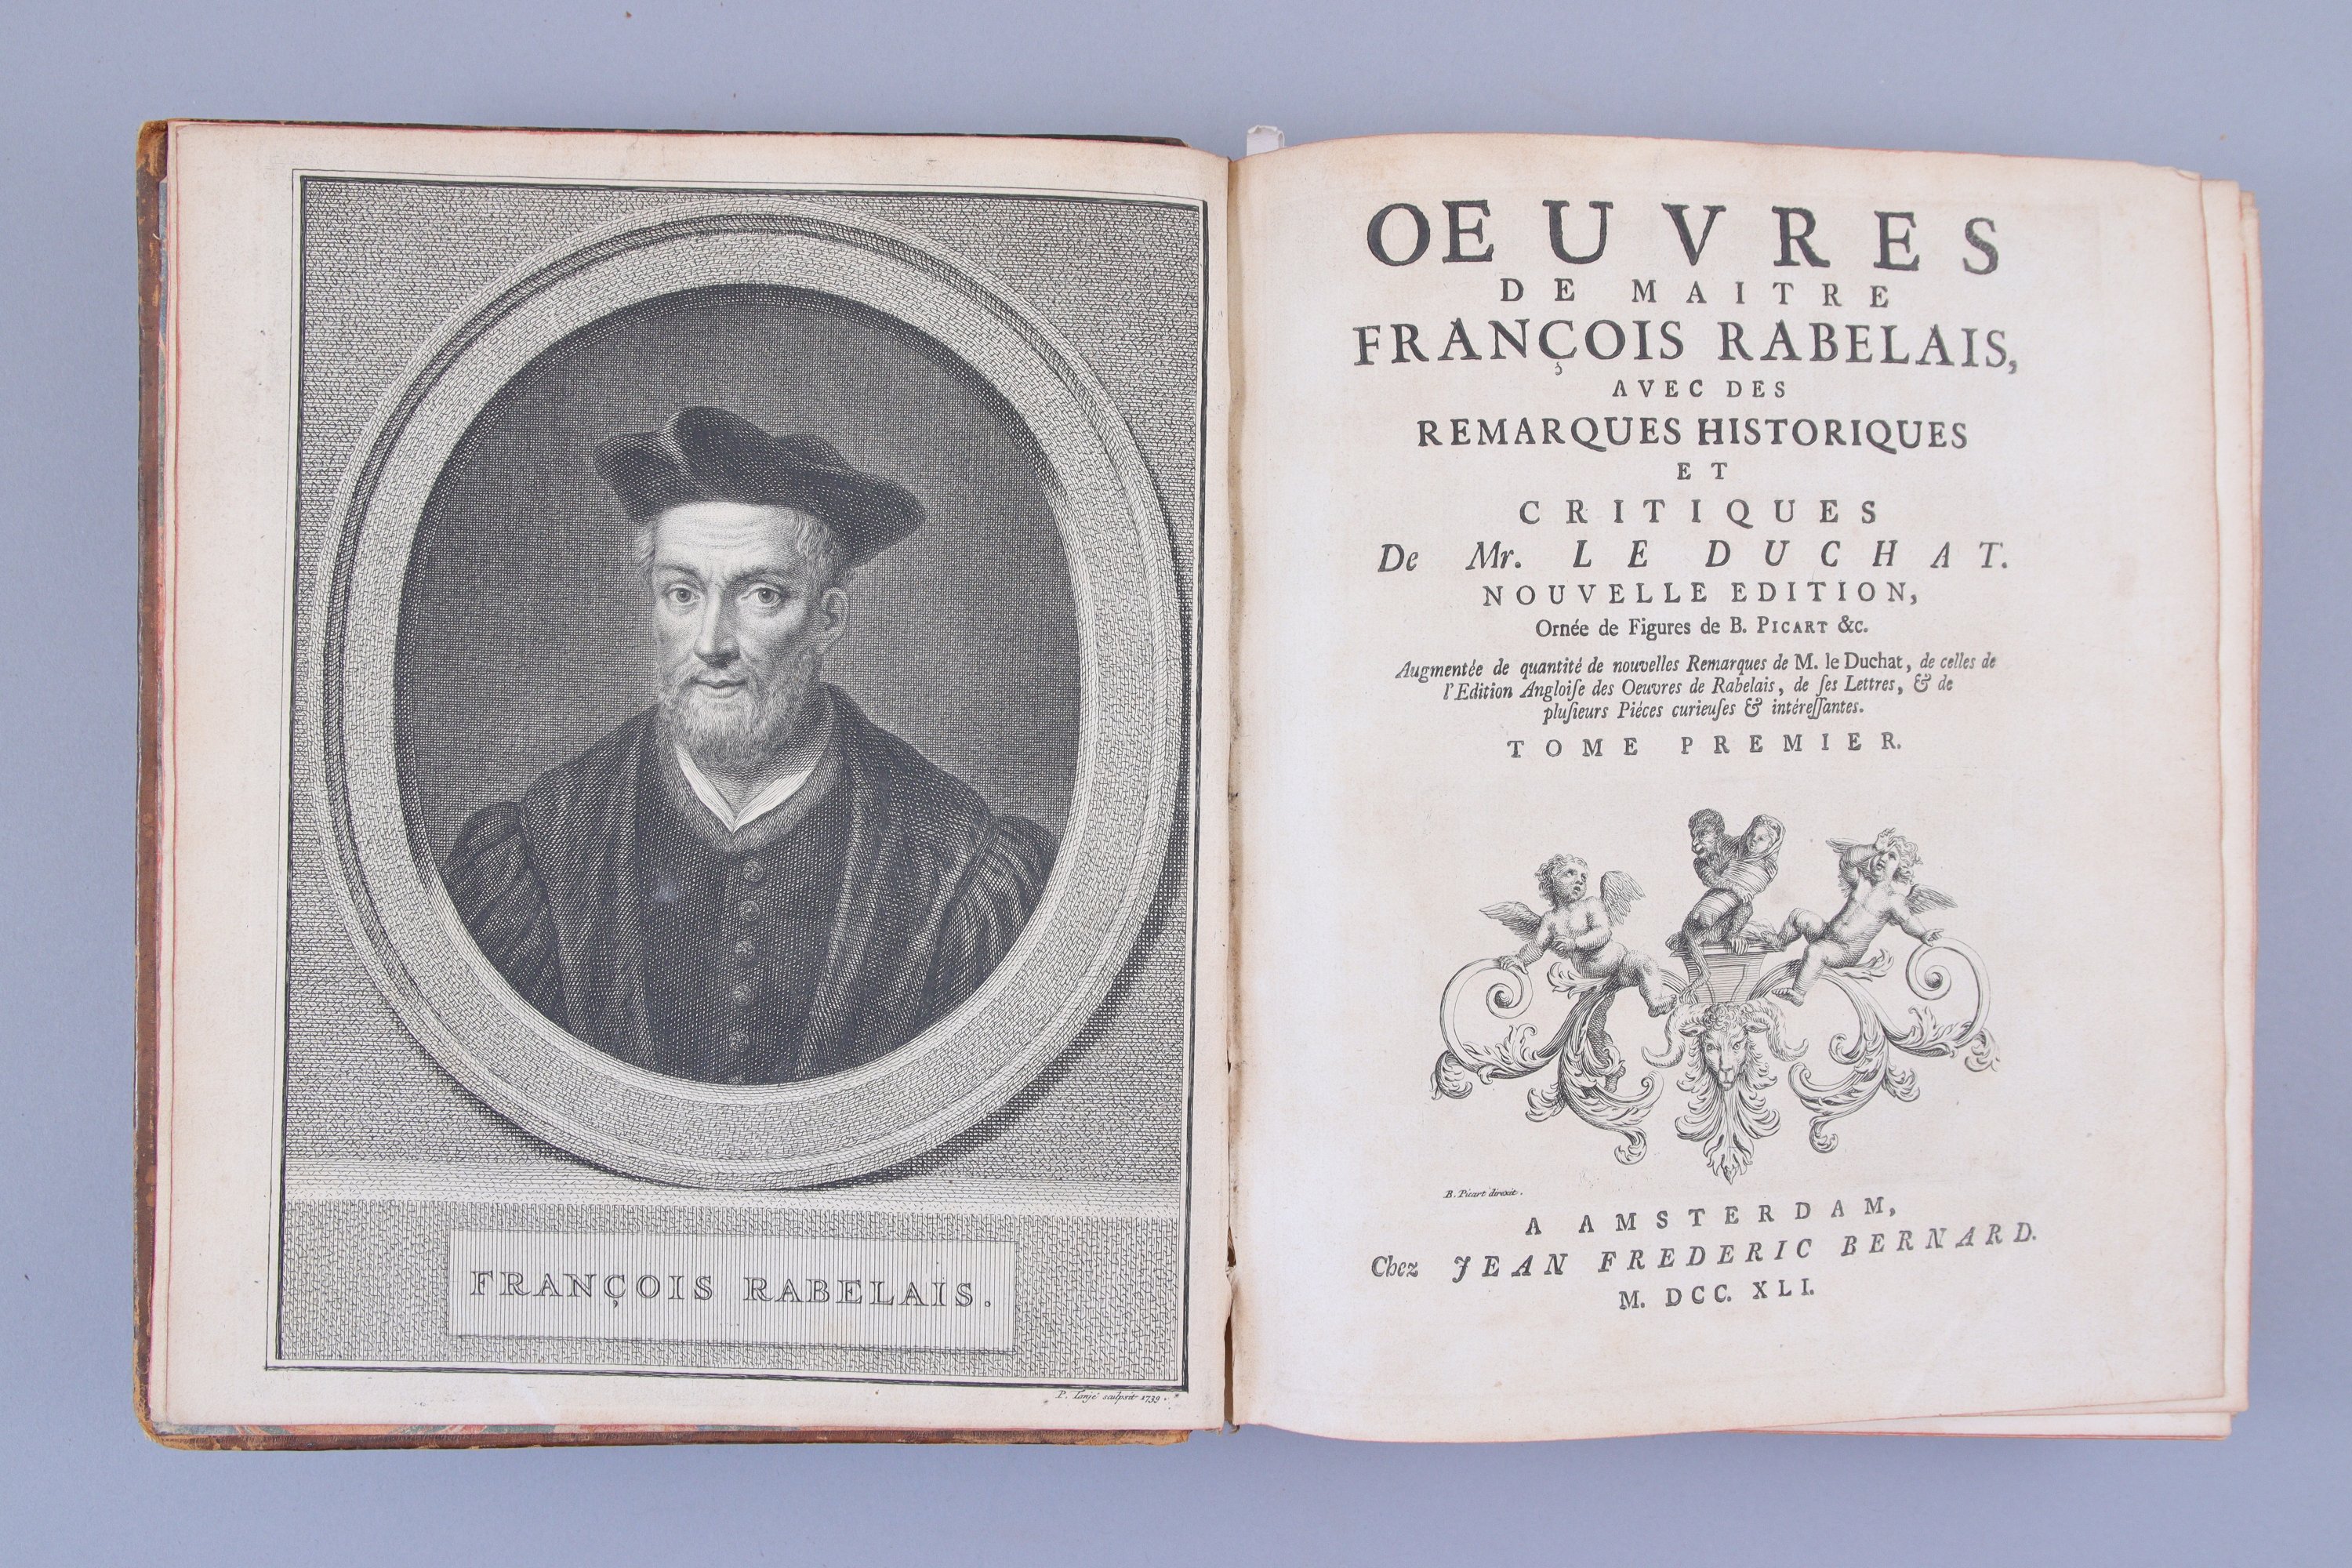 FRANÇOIS RABELAIS.
P. Tanjé sculpsit 1739.
OEUVRES
DE MAITRE
FRANÇOIS RABELAIS,
AVEC DES
REMARQUES HISTORIQUES
ET
CRITIQUES
De Mr. LE DUCHAT.
NOUVELLE EDITION,
Ornée de Figures de B. PICART &c.
Augmentée de quantité de nouvelles Remarques de M. le Duchat, de celles de
l'Edition Angloiſe des Oeuvres de Rabelais, de ſes Lettres, & de
pluſieurs Piéces curieuſes & intéreſſantes.
TOME PREMIER.
B. Picart direxit.
A AMSTERDAM,
Chez JEAN FREDERIC BERNARD.
M. DCC. XLI.